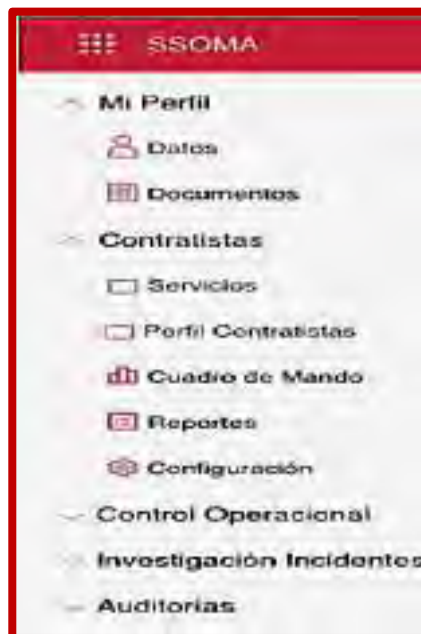 SSOMA
Mi Perfil
Datos
Documentos
Contratistas
Servicios
Perfil Contratistas
Cuadro de Mando
Reportes
Configuración
Control Operacional
Investigación Incidentes
Auditorias